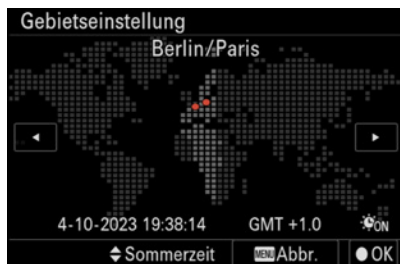 Gebietseinstellung
Berlin/Paris
4-10-2023 19:38:14 GMT +1.0 ON
Sommerzeit MENU Abbr. OK